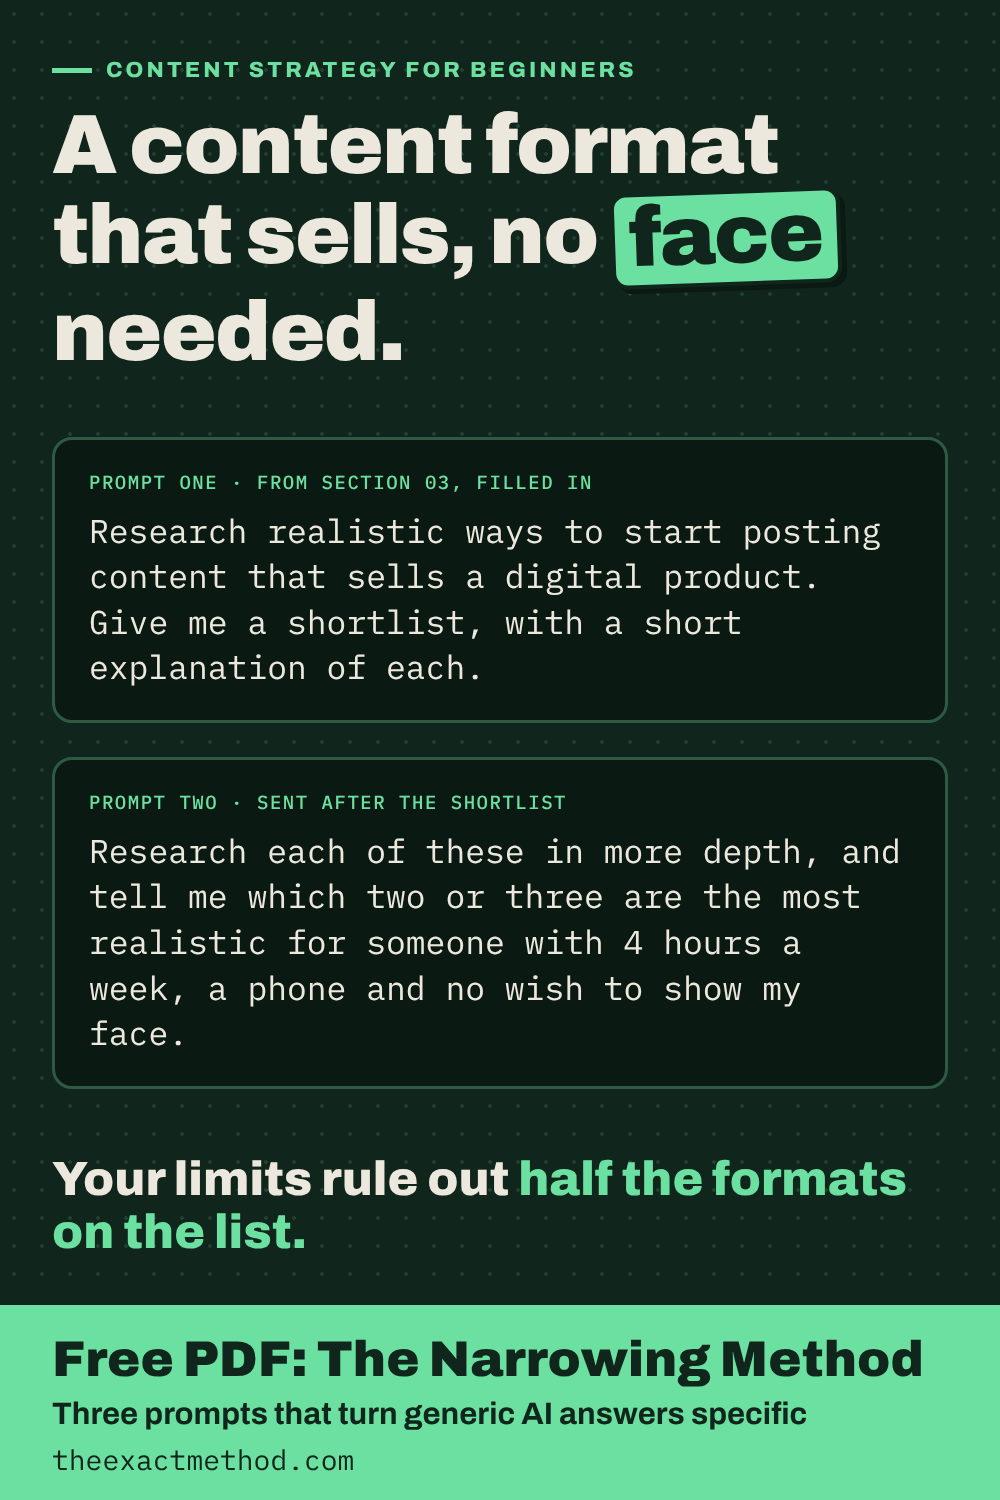 CONTENT STRATEGY FOR BEGINNERS
A content format
that sells, no face
needed.
PROMPT ONE · FROM SECTION 03, FILLED IN
Research realistic ways to start posting
content that sells a digital product.
Give me a shortlist, with a short
explanation of each.
PROMPT TWO · SENT AFTER THE SHORTLIST
Research each of these in more depth, and
tell me which two or three are the most
realistic for someone with 4 hours a
week, a phone and no wish to show my
face.
Your limits rule out half the formats
on the list.
Free PDF: The Narrowing Method
Three prompts that turn generic AI answers specific
theexactmethod.com